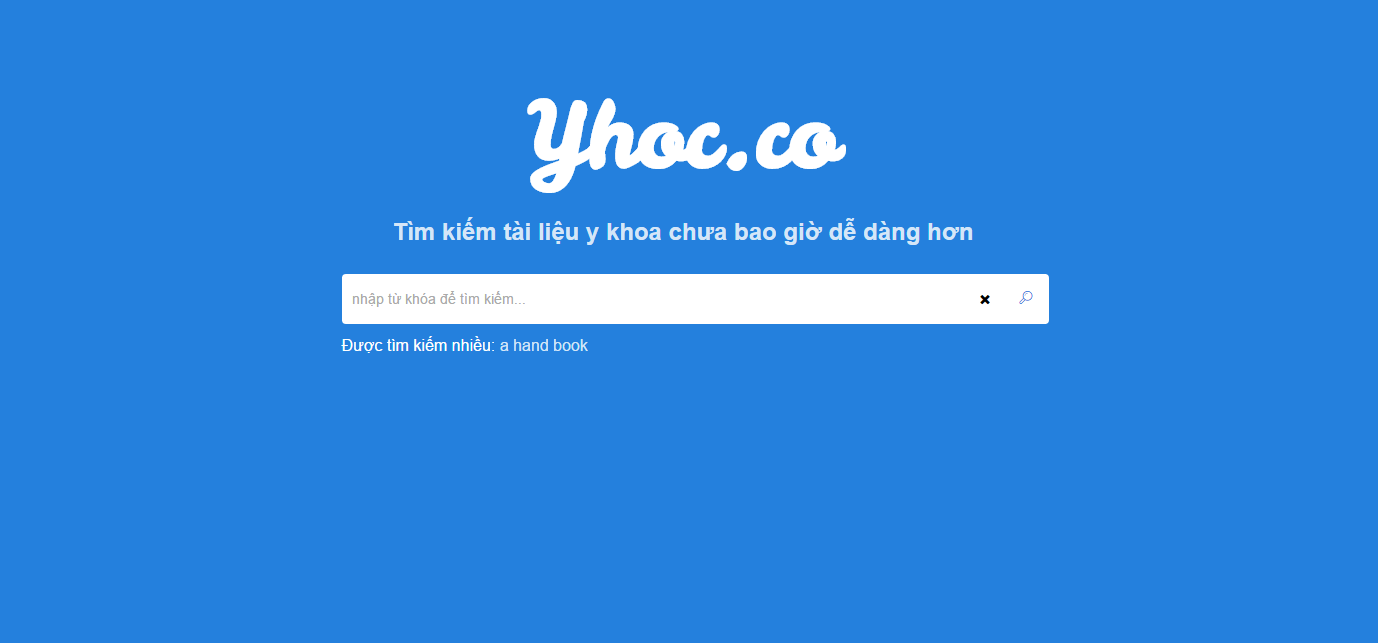 Yhoc.co
Tìm kiếm tài liệu y khoa chưa bao giờ dễ dàng hơn
nhập từ khóa để tìm kiếm...
Được tìm kiếm nhiều: a hand book